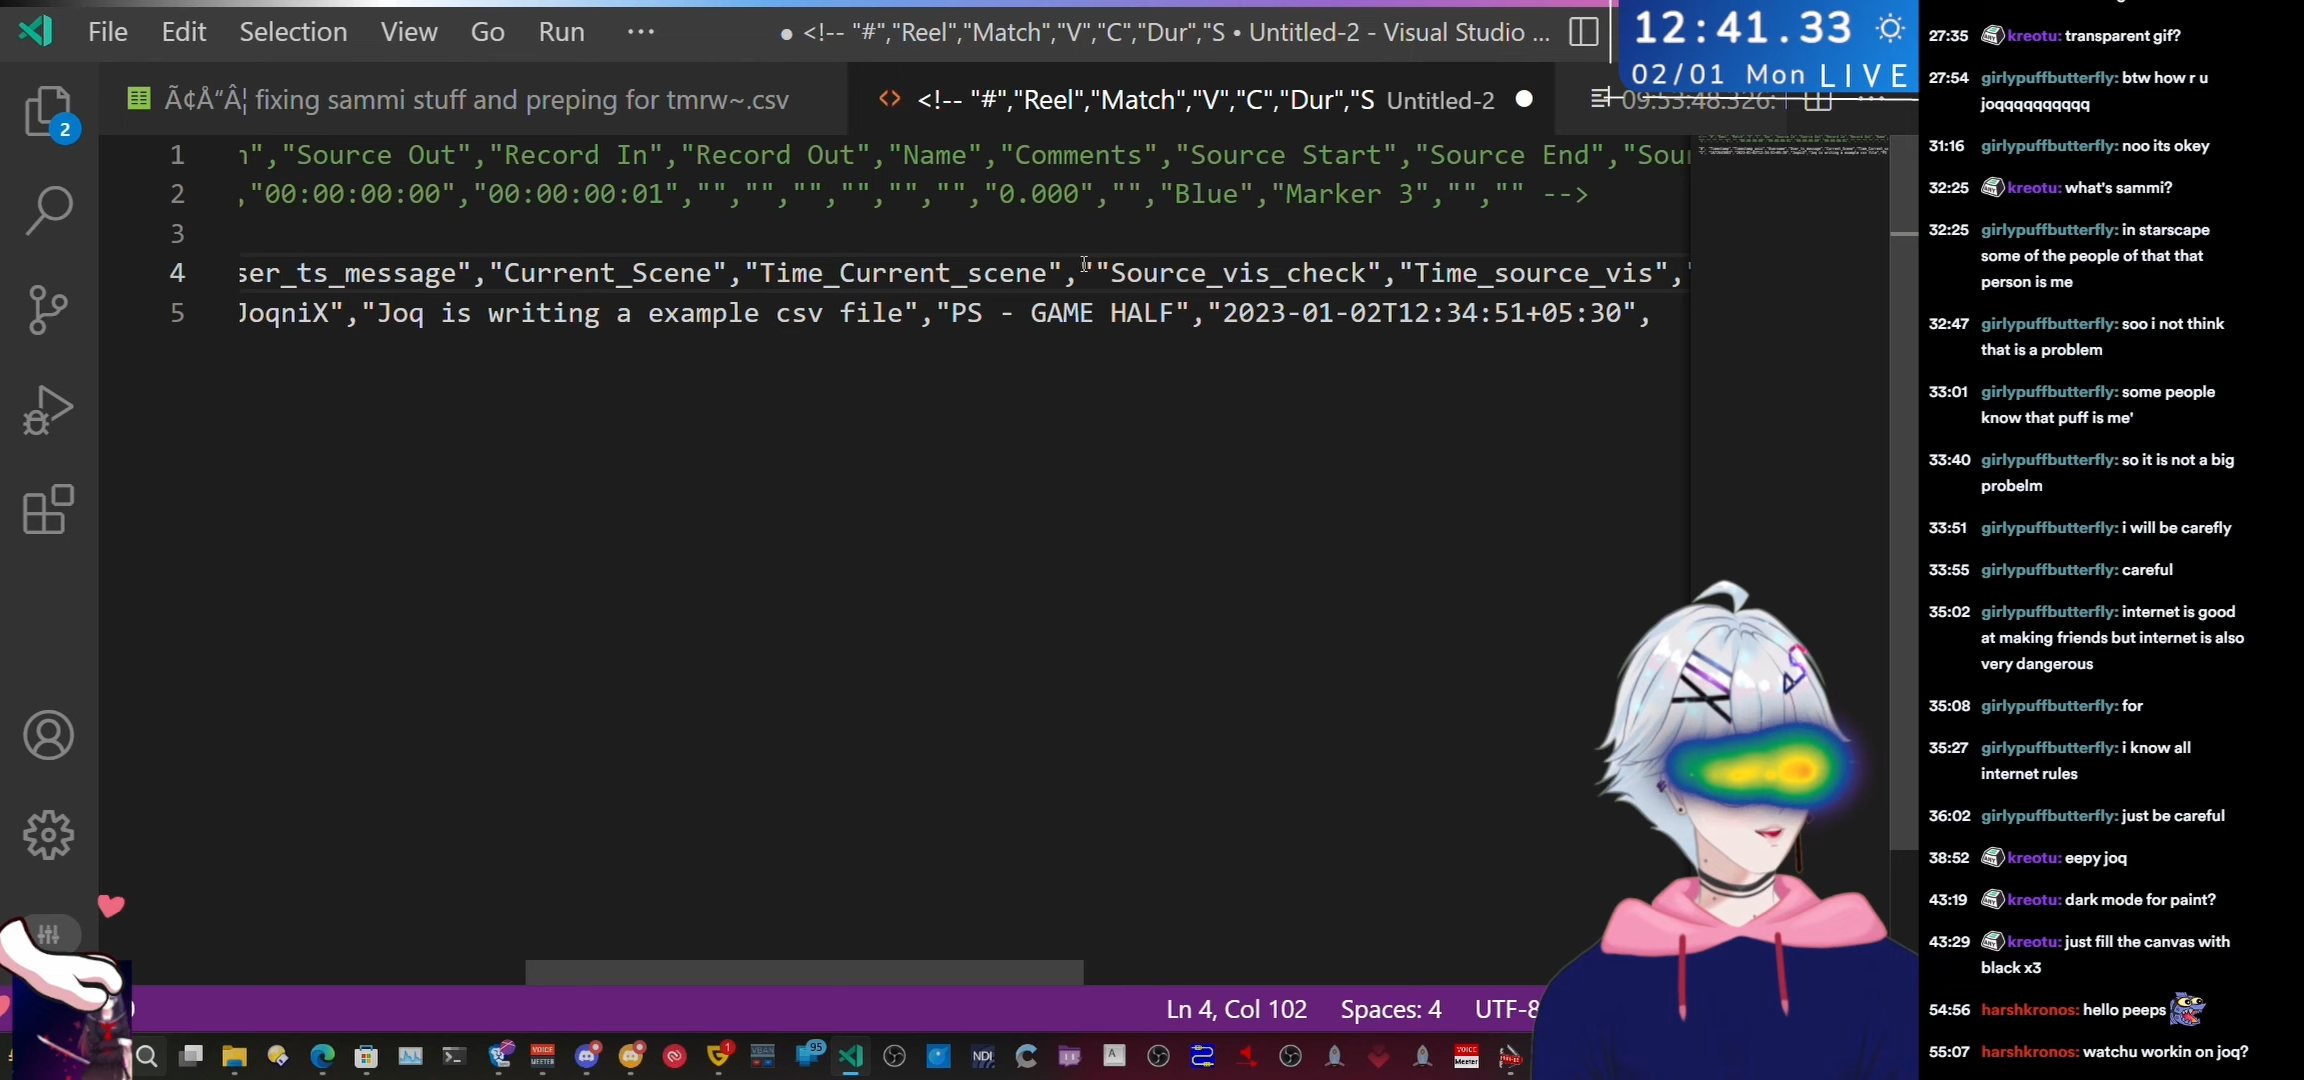 File Edit Selection View Go Run ··· ● <!-- "#","Reel","Match","V","C","Dur","S • Untitled-2 - Visual Studio ...
Ã¢Å“Â¦ fixing sammi stuff and preping for tmrw~.csv
<!-- "#","Reel","Match","V","C","Dur","S Untitled-2
09:53:48.326:
2
1 n","Source Out","Record In","Record Out","Name","Comments","Source Start","Source End","Sour
2 ,"00:00:00:00","00:00:00:01","","","","","","","0.000","","Blue","Marker 3","","" -->
3
4 ser_ts_message","Current_Scene","Time_Current_scene",""Source_vis_check","Time_source_vis","
5 JoqniX","Joq is writing a example csv file","PS - GAME HALF","2023-01-02T12:34:51+05:30",
Ln 4, Col 102 Spaces: 4 UTF-8
12:41.33
02/01 Mon LIVE
27:35 kreotu: transparent gif?
27:54 girlypuffbutterfly: btw how r u
joqqqqqqqqqq
31:16 girlypuffbutterfly: noo its okey
32:25 kreotu: what's sammi?
32:25 girlypuffbutterfly: in starscape
some of the people of that that
person is me
32:47 girlypuffbutterfly: soo i not think
that is a problem
33:01 girlypuffbutterfly: some people
know that puff is me'
33:40 girlypuffbutterfly: so it is not a big
probelm
33:51 girlypuffbutterfly: i will be carefly
33:55 girlypuffbutterfly: careful
35:02 girlypuffbutterfly: internet is good
at making friends but internet is also
very dangerous
35:08 girlypuffbutterfly: for
35:27 girlypuffbutterfly: i know all
internet rules
36:02 girlypuffbutterfly: just be careful
38:52 kreotu: eepy joq
43:19 kreotu: dark mode for paint?
43:29 kreotu: just fill the canvas with
black x3
54:56 harshkronos: hello peeps
55:07 harshkronos: watchu workin on joq?
VOICE MEETER
1
95
NDI
A
VOICE Meeter